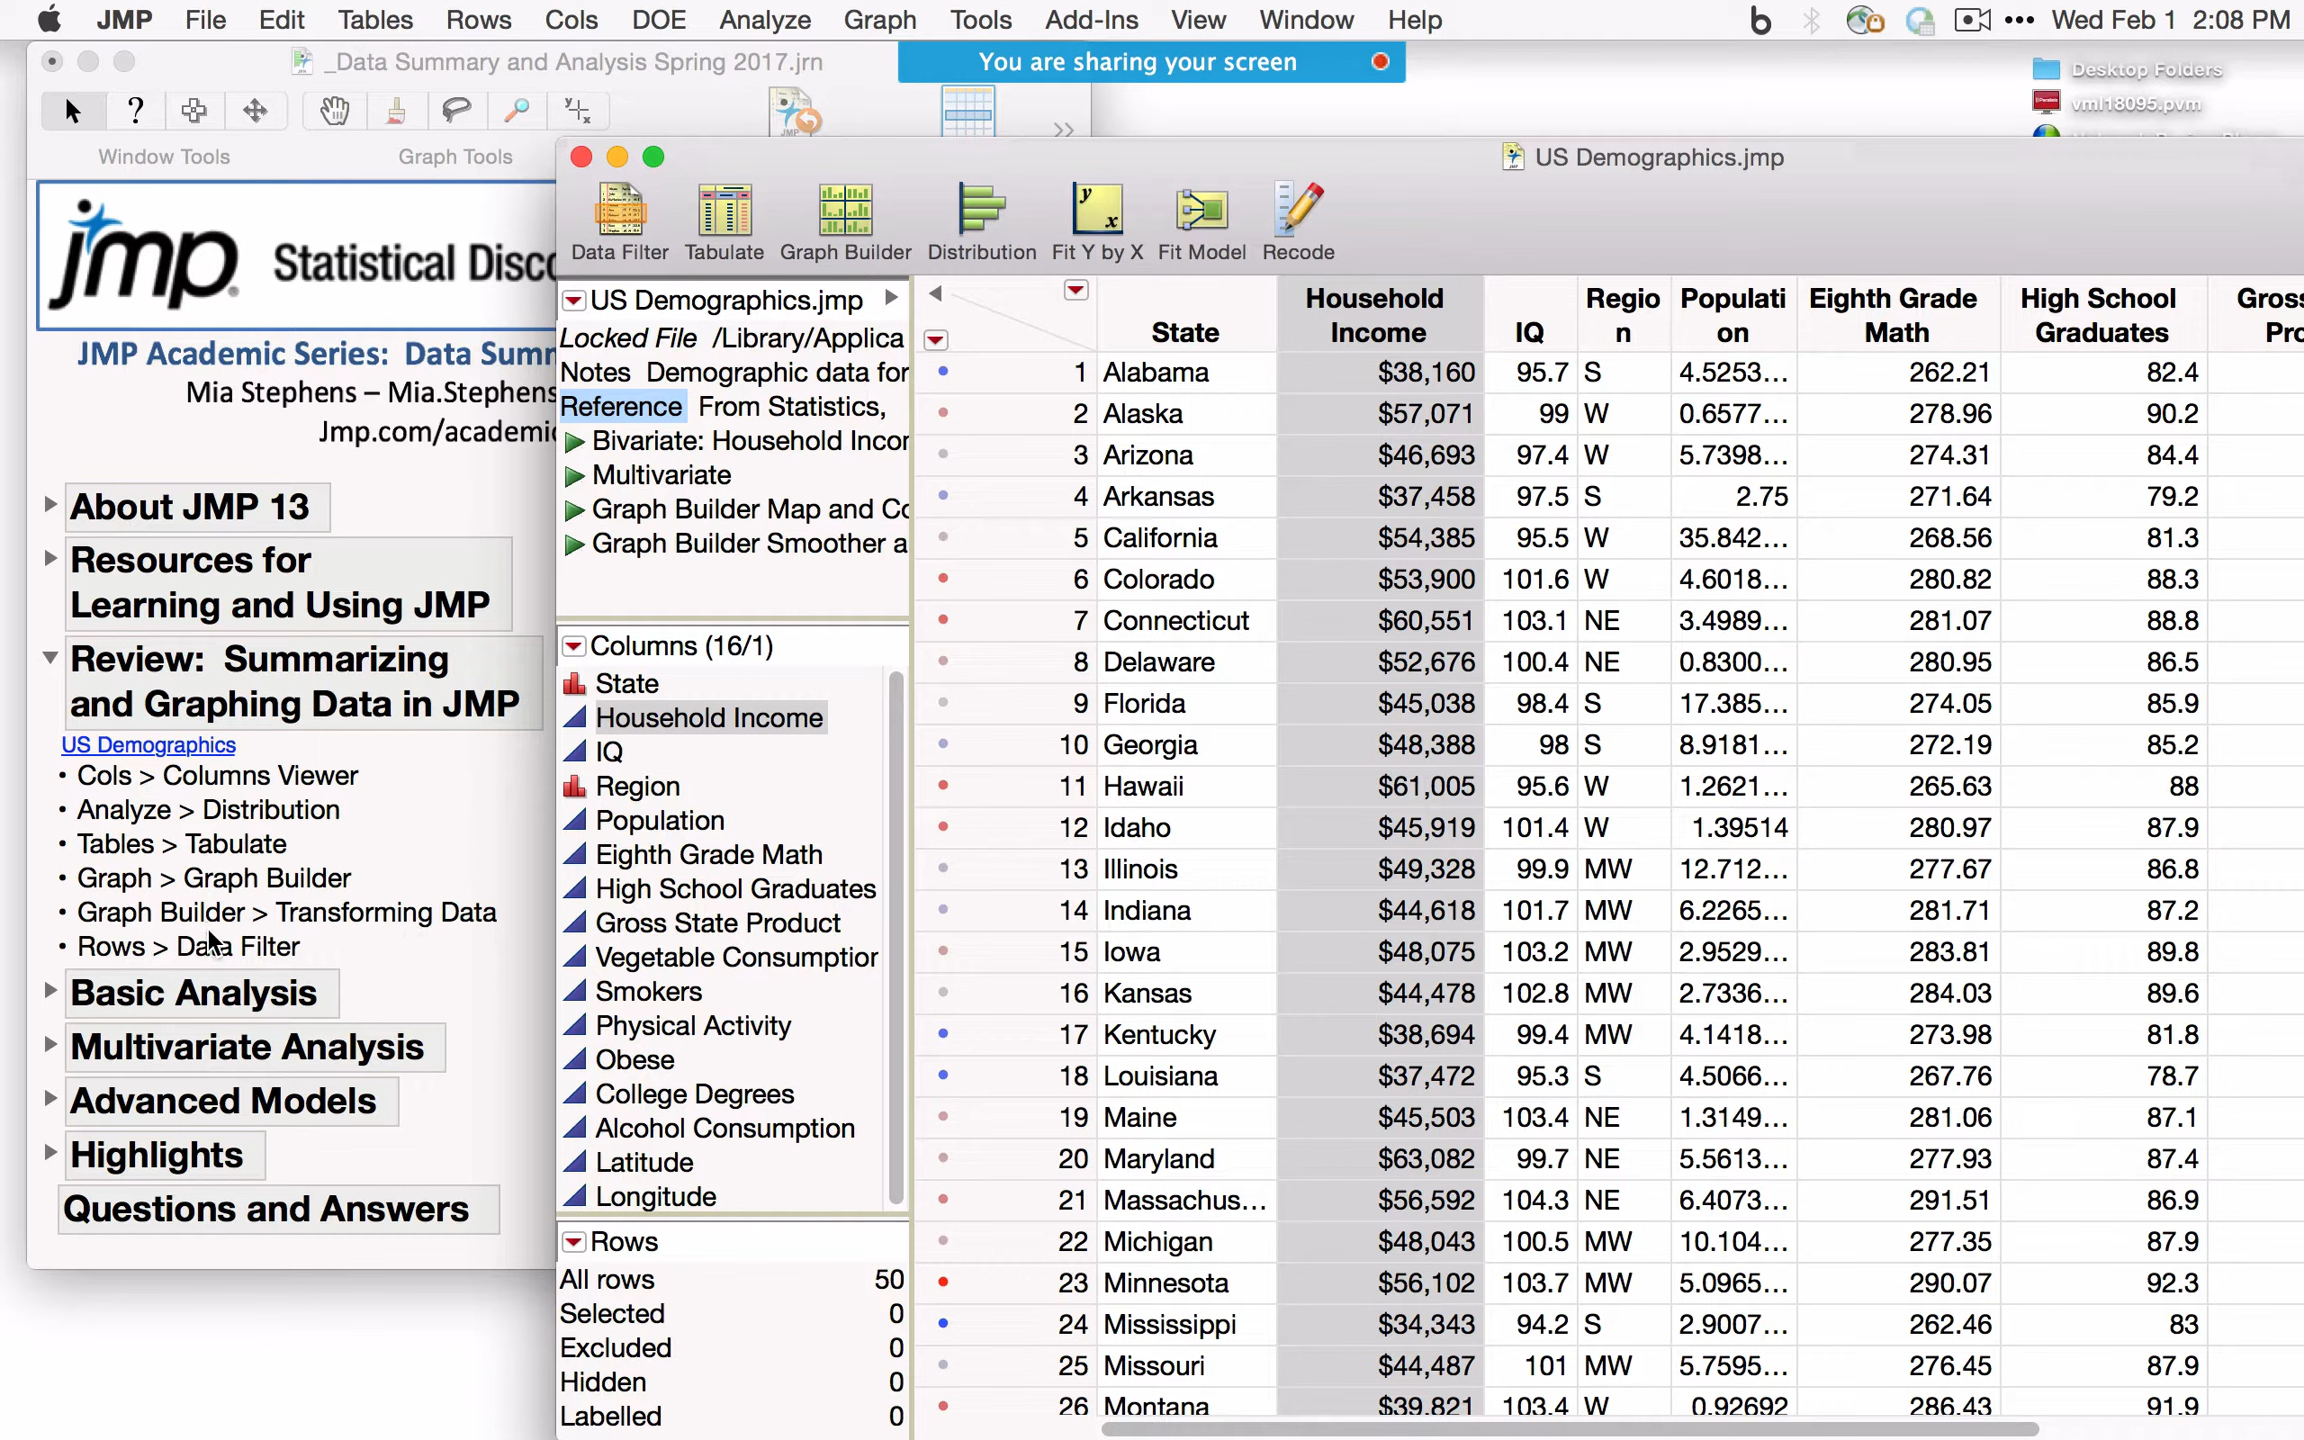 JMP File Edit Tables Rows Cols DOE Analyze Graph Tools Add-Ins View Window Help Wed Feb 1 2:08 PM
_Data Summary and Analysis Spring 2017.jrn
You are sharing your screen
Desktop Folders
vml18095.pvm
Window Tools Graph Tools
US Demographics.jmp
Data Filter Tabulate Graph Builder Distribution Fit Y by X Fit Model Recode
jmp Statistical Disco
JMP Academic Series: Data Summ
Mia Stephens – Mia.Stephens
Jmp.com/academic
About JMP 13
Resources for
Learning and Using JMP
Review: Summarizing
and Graphing Data in JMP
US Demographics
• Cols > Columns Viewer
• Analyze > Distribution
• Tables > Tabulate
• Graph > Graph Builder
• Graph Builder > Transforming Data
• Rows > Data Filter
Basic Analysis
Multivariate Analysis
Advanced Models
Highlights
Questions and Answers
US Demographics.jmp
Locked File /Library/Applica
Notes Demographic data for
Reference From Statistics,
Bivariate: Household Incor
Multivariate
Graph Builder Map and Co
Graph Builder Smoother a
Columns (16/1)
State
Household Income
IQ
Region
Population
Eighth Grade Math
High School Graduates
Gross State Product
Vegetable Consumption
Smokers
Physical Activity
Obese
College Degrees
Alcohol Consumption
Latitude
Longitude
Rows
All rows 50
Selected 0
Excluded 0
Hidden 0
Labelled 0
State Household Income IQ Region Population Eighth Grade Math High School Graduates Gross Pro
1 Alabama $38,160 95.7 S 4.5253... 262.21 82.4
2 Alaska $57,071 99 W 0.6577... 278.96 90.2
3 Arizona $46,693 97.4 W 5.7398... 274.31 84.4
4 Arkansas $37,458 97.5 S 2.75 271.64 79.2
5 California $54,385 95.5 W 35.842... 268.56 81.3
6 Colorado $53,900 101.6 W 4.6018... 280.82 88.3
7 Connecticut $60,551 103.1 NE 3.4989... 281.07 88.8
8 Delaware $52,676 100.4 NE 0.8300... 280.95 86.5
9 Florida $45,038 98.4 S 17.385... 274.05 85.9
10 Georgia $48,388 98 S 8.9181... 272.19 85.2
11 Hawaii $61,005 95.6 W 1.2621... 265.63 88
12 Idaho $45,919 101.4 W 1.39514 280.97 87.9
13 Illinois $49,328 99.9 MW 12.712... 277.67 86.8
14 Indiana $44,618 101.7 MW 6.2265... 281.71 87.2
15 Iowa $48,075 103.2 MW 2.9529... 283.81 89.8
16 Kansas $44,478 102.8 MW 2.7336... 284.03 89.6
17 Kentucky $38,694 99.4 MW 4.1418... 273.98 81.8
18 Louisiana $37,472 95.3 S 4.5066... 267.76 78.7
19 Maine $45,503 103.4 NE 1.3149... 281.06 87.1
20 Maryland $63,082 99.7 NE 5.5613... 277.93 87.4
21 Massachus... $56,592 104.3 NE 6.4073... 291.51 86.9
22 Michigan $48,043 100.5 MW 10.104... 277.35 87.9
23 Minnesota $56,102 103.7 MW 5.0965... 290.07 92.3
24 Mississippi $34,343 94.2 S 2.9007... 262.46 83
25 Missouri $44,487 101 MW 5.7595... 276.45 87.9
26 Montana $39,821 103.4 W 0.92692 286.43 91.9